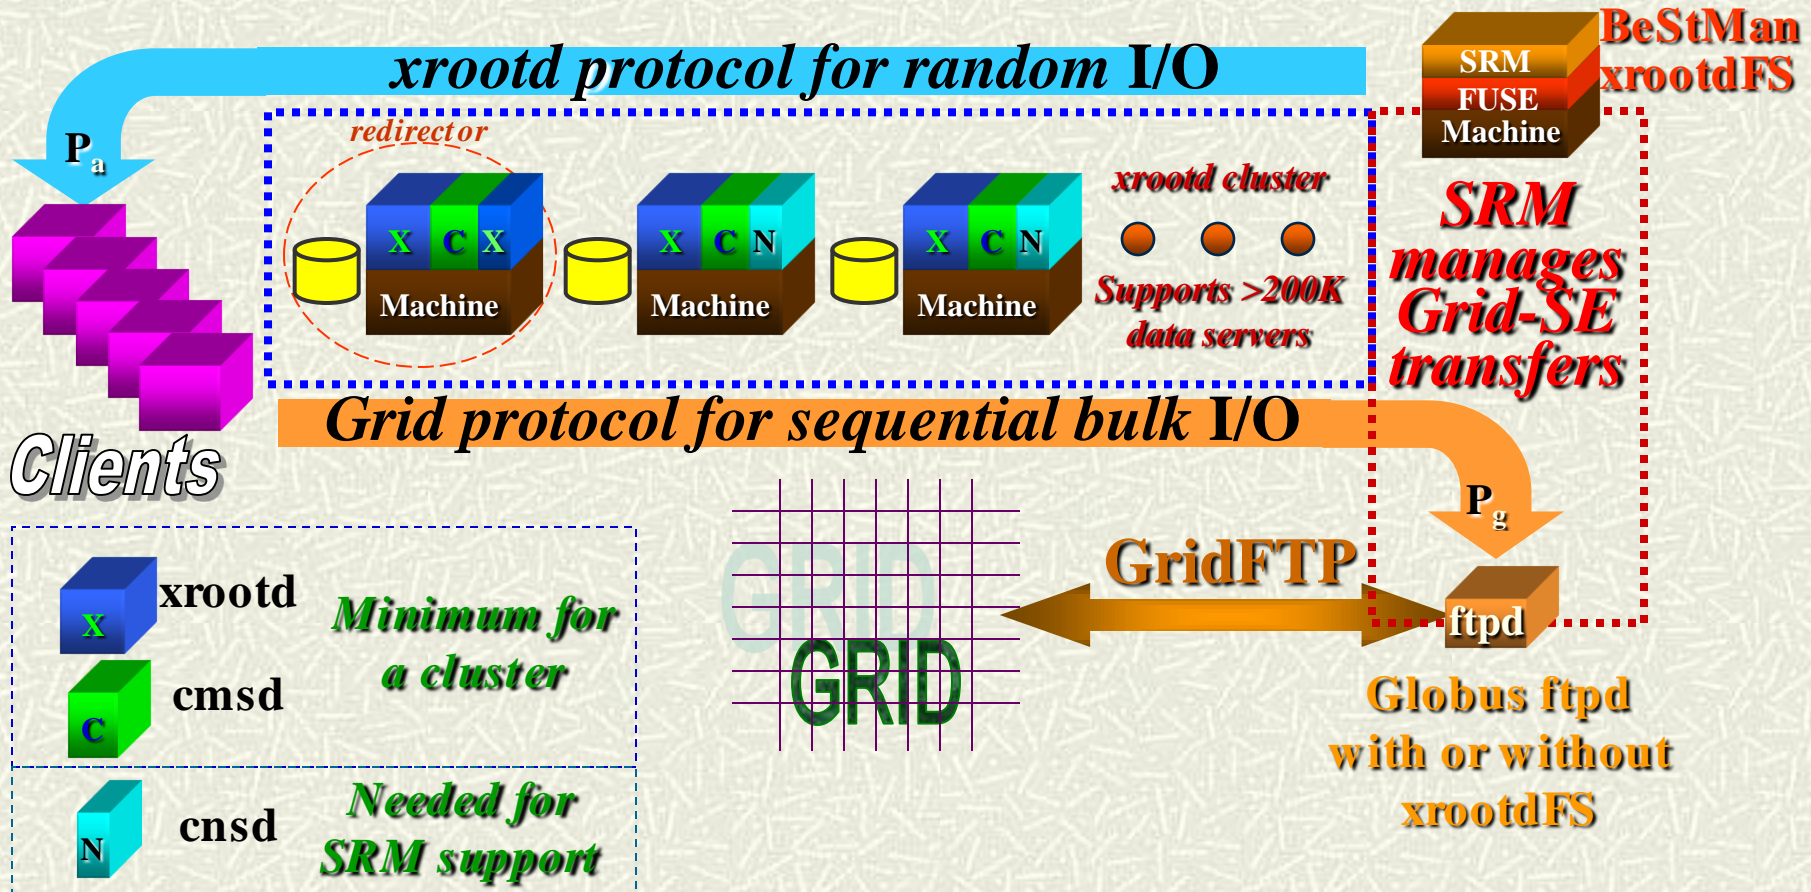 xrootd protocol for random I/O
BeStMan
xrootdFS
SRM
FUSE
Machine
Pa
redirector
X C X
Machine
X C N
Machine
X C N
Machine
xrootd cluster
Supports >200K
data servers
SRM
manages
Grid-SE
transfers
Clients
Grid protocol for sequential bulk I/O
Pg
GRID
GRID
GridFTP
ftpd
Globus ftpd
with or without
xrootdFS
X xrootd
C cmsd
Minimum for
a cluster
N cnsd
Needed for
SRM support